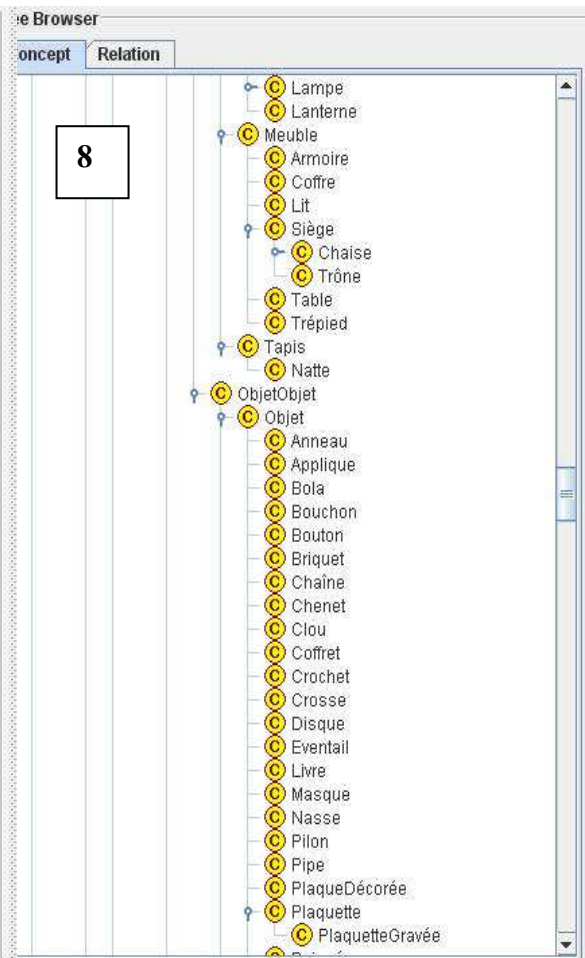 e Browser
oncept Relation
Lampe
Lanterne
8
C Meuble
C Armoire
C Coffre
C Lit
C Siège
C Chaise
C Trône
C Table
C Trépied
C Tapis
C Natte
C ObjetObjet
C Objet
C Anneau
C Applique
C Bola
C Bouchon
C Bouton
C Briquet
C Chaîne
C Chenet
C Clou
C Coffret
C Crochet
C Crosse
C Disque
C Eventail
C Livre
C Masque
C Nasse
C Pilon
C Pipe
C PlaqueDécorée
C Plaquette
C PlaquetteGravée